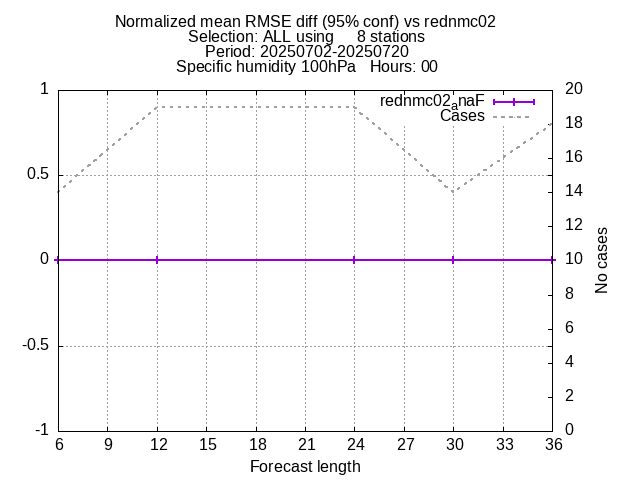 Normalized mean RMSE diff (95% conf) vs rednmc02
Selection: ALL using     8 stations
Period: 20250702-20250720
Specific humidity 100hPa   Hours: 00
1
0.5
0
-0.5
-1
20
18
16
14
12
10
8
6
4
2
0
rednmc02anaF
Cases
No cases
6 9 12 15 18 21 24 27 30 33 36
Forecast length